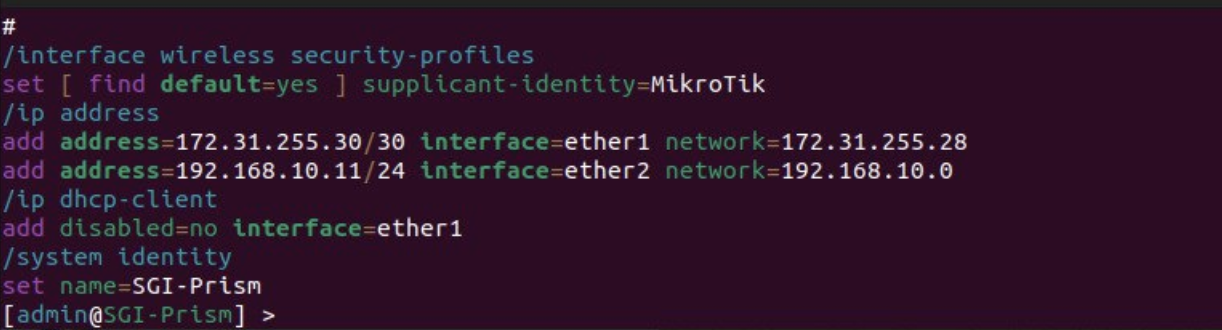 #
/interface wireless security-profiles
set [ find default=yes ] supplicant-identity=MikroTik
/ip address
add address=172.31.255.30/30 interface=ether1 network=172.31.255.28
add address=192.168.10.11/24 interface=ether2 network=192.168.10.0
/ip dhcp-client
add disabled=no interface=ether1
/system identity
set name=SGI-Prism
[admin@SGI-Prism] >